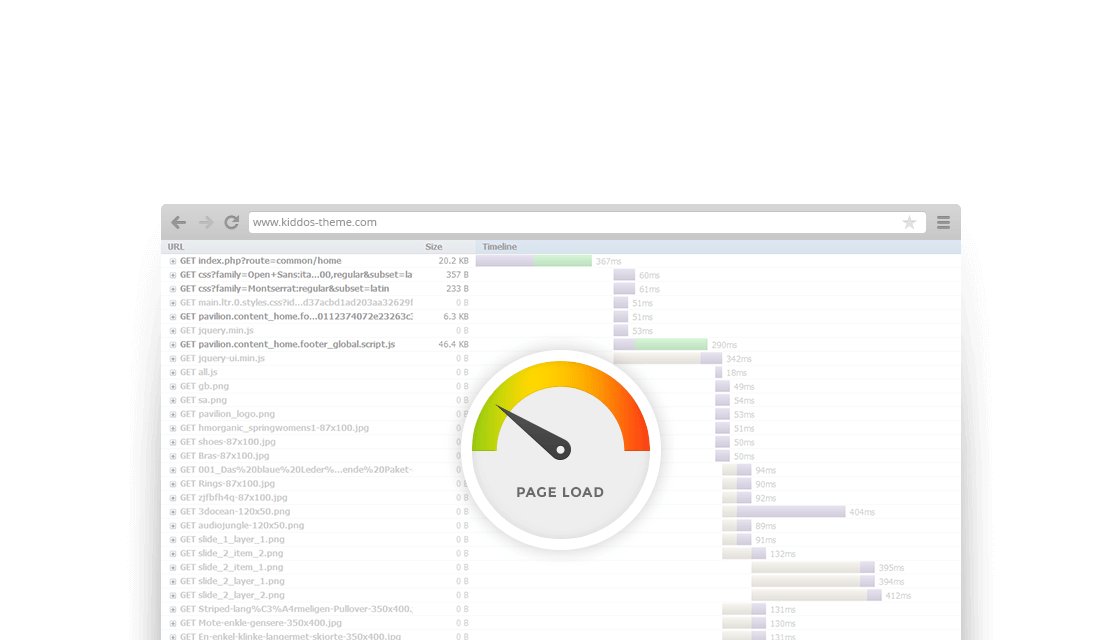 www.kiddos-theme.com
URL Size Timeline
GET index.php?route=common/home 20.2 KB 367ms
GET css?family=Open+Sans:ita...00,regular&subset=la 357 B 60ms
GET css?family=Montserrat:regular&subset=latin 233 B 61ms
GET main.ltr.0.styles.css?id...d37acbd1ad203aa32629f 0 B 51ms
GET pavilion.content_home.fo...0112374072e23263c3 6.3 KB 51ms
GET jquery.min.js 0 B 53ms
GET pavilion.content_home.footer_global.script.js 46.4 KB 290ms
GET jquery-ui.min.js 0 B 342ms
GET all.js 0 B 18ms
GET gb.png 0 B 49ms
GET sa.png 0 B 54ms
GET pavilion_logo.png 0 53ms
GET hmorganic_springwomens1-87x100.jpg 0 51ms
GET shoes-87x100.jpg 0 50ms
GET Bras-87x100.jpg 0 50ms
GET 001_Das%20blaue%20Leder%...ende%20Paket- 0 94ms
GET Rings-87x100.jpg 0 90ms
GET zjfbfh4q-87x100.jpg 0 92ms
PAGE LOAD
GET 3docean-120x50.png 0 B 404ms
GET audiojungle-120x50.png 0 B 89ms
GET slide_1_layer_1.png 0 B 91ms
GET slide_2_item_2.png 0 B 132ms
GET slide_2_item_1.png 0 B 395ms
GET slide_2_layer_1.png 0 B 394ms
GET slide_2_layer_2.png 0 B 412ms
GET Striped-lang%C3%A4rmeligen-Pullover-350x400. 0 B 131ms
GET Mote-enkle-gensere-350x400.jpg 0 B 130ms
GET En-enkel-klinke-langermet-skjorte-350x400.jpg 0 B 131ms